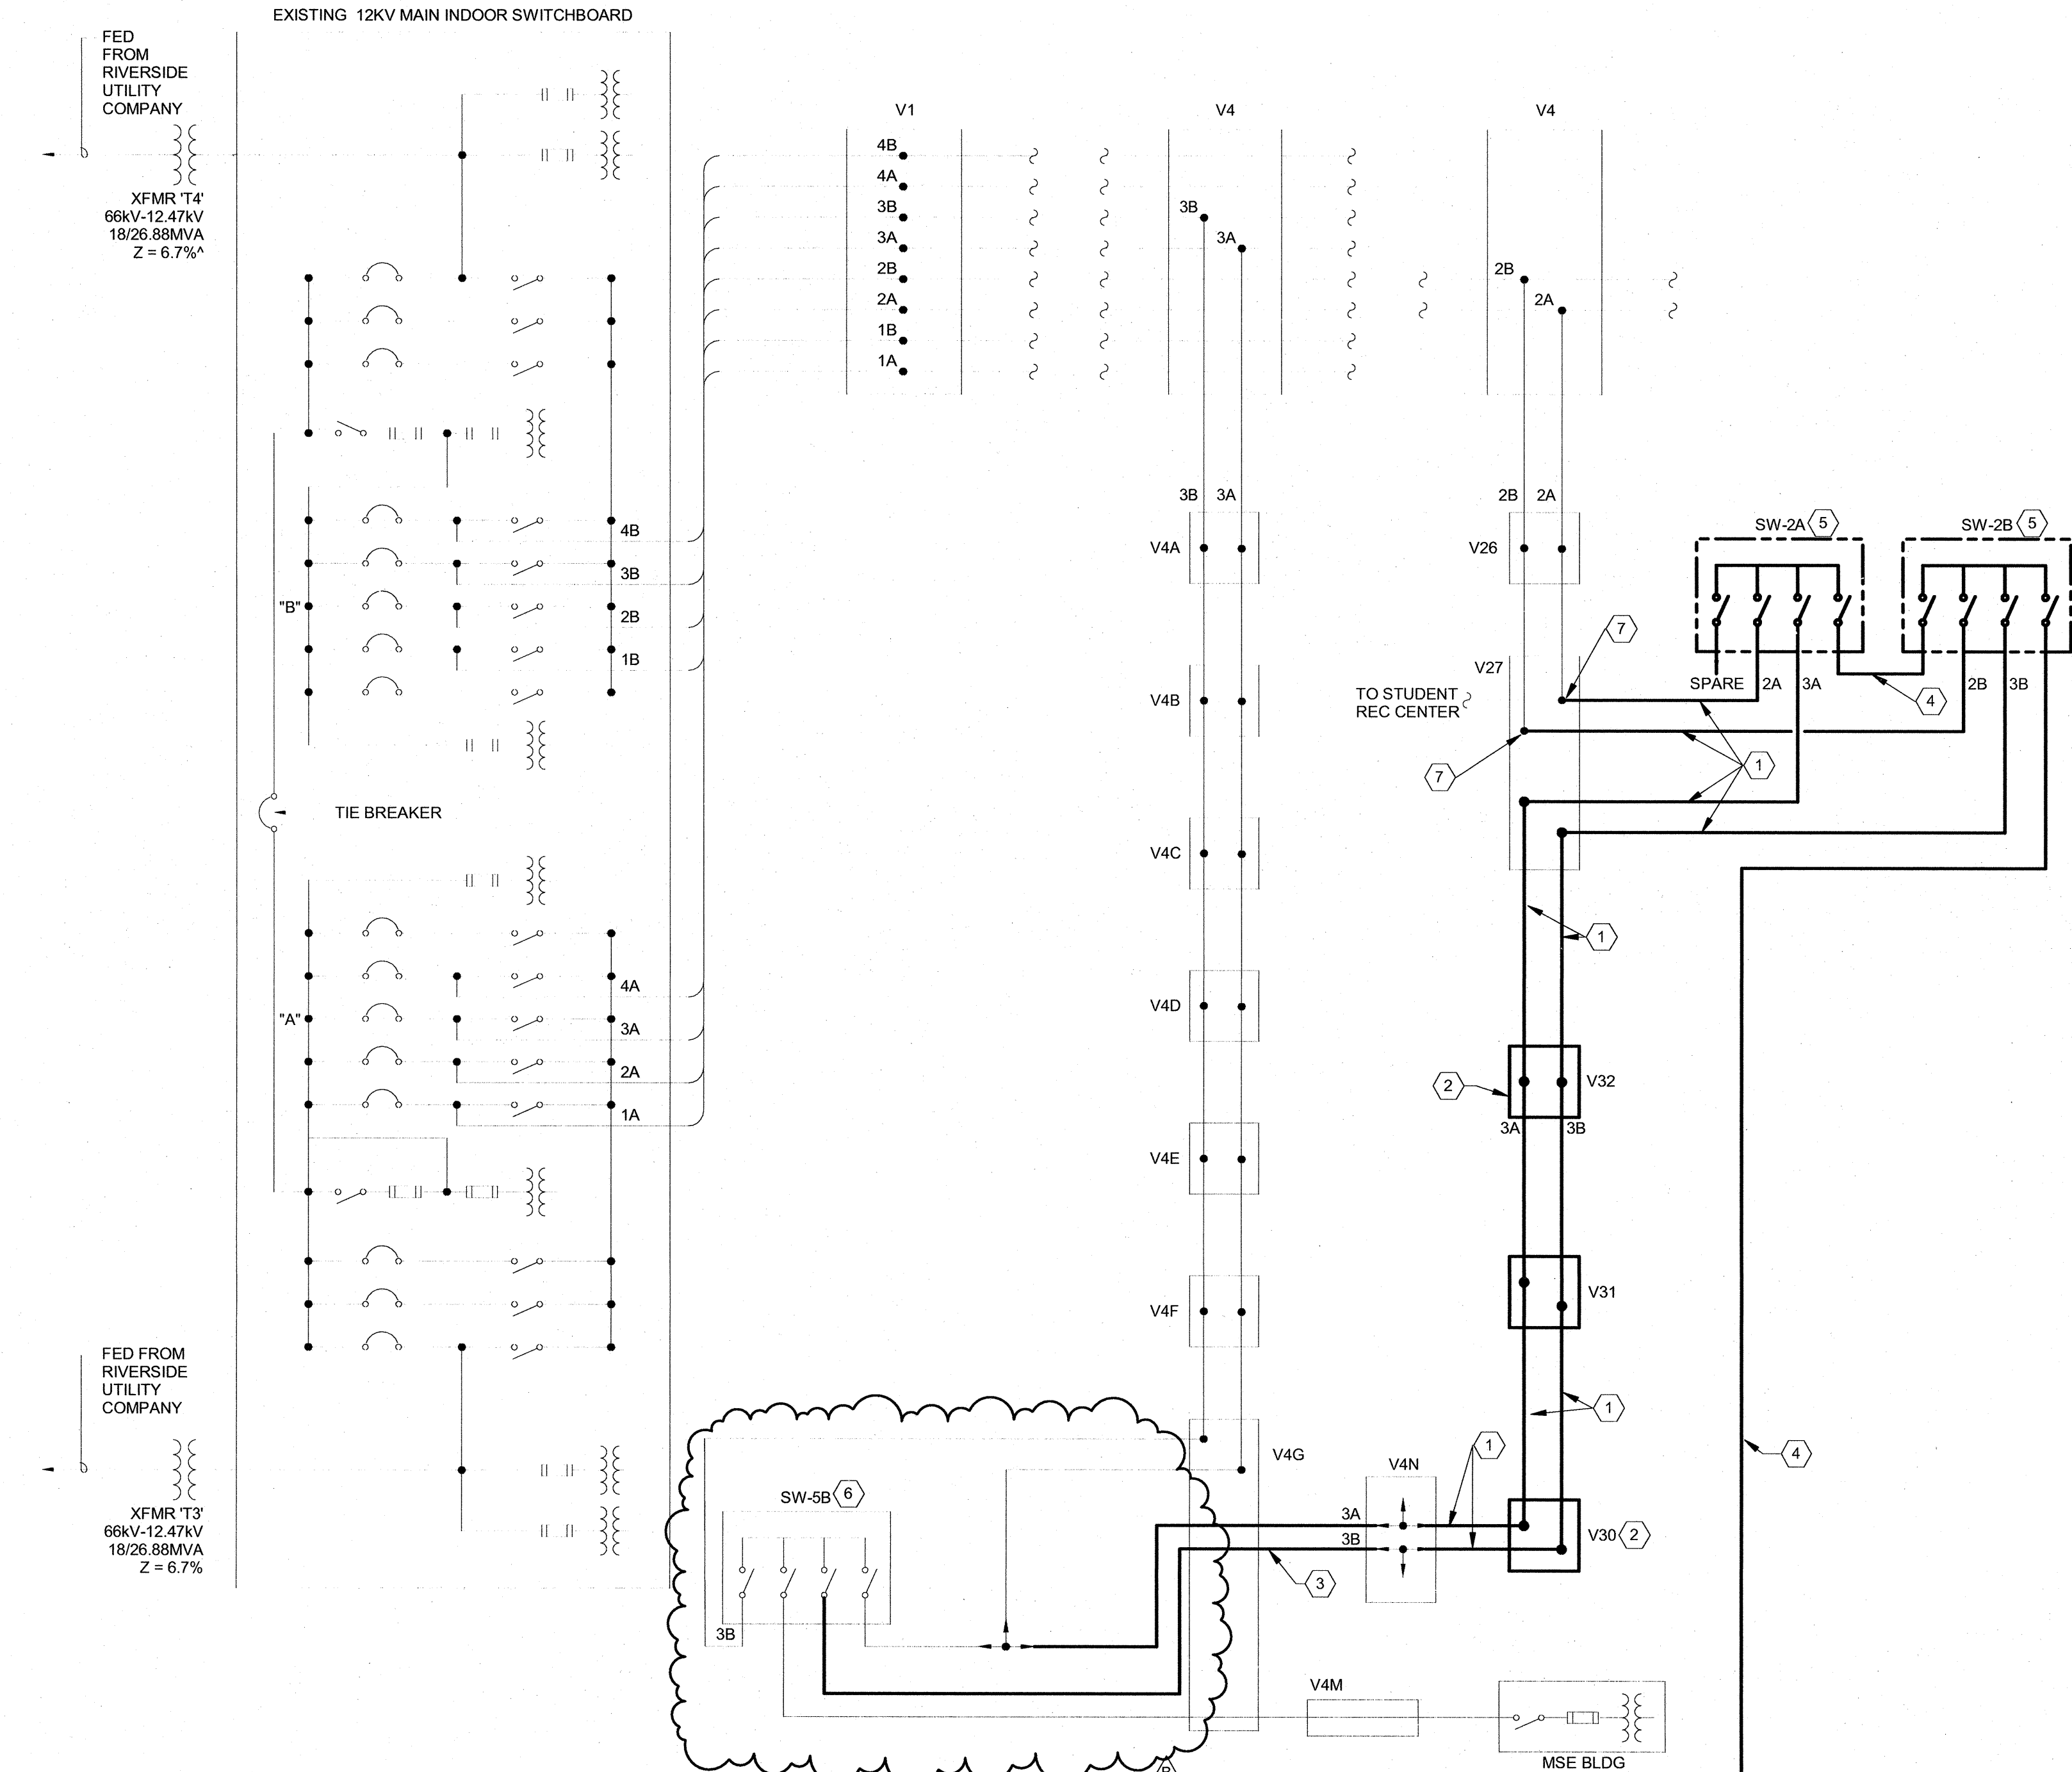 EXISTING 12KV MAIN INDOOR SWITCHBOARD
FED
FROM
RIVERSIDE
UTILITY
COMPANY
XFMR 'T4'
66kV-12.47kV
18/26.88MVA
Z = 6.7%^
4B
3B
"B"
2B
1B
TIE BREAKER
4A
"A"
3A
2A
1A
FED FROM
RIVERSIDE
UTILITY
COMPANY
XFMR 'T3'
66kV-12.47kV
18/26.88MVA
Z = 6.7%
V1
4B
4A
3B
3A
2B
2A
1B
1A
V4
3B
3A
3B 3A
V4A
V4B
V4C
V4D
V4E
V4F
V4G
V4
2B
2A
2B 2A
V26
V27
7
TO STUDENT
REC CENTER
7
SW-2A 5
SW-2B 5
SPARE
2A
3A
4
2B
3B
1
1
2
V32
3A
3B
V31
1
1
4
V4N
3A
3B
V30 2
3
SW-5B 6
3B
V4M
MSE BLDG
B